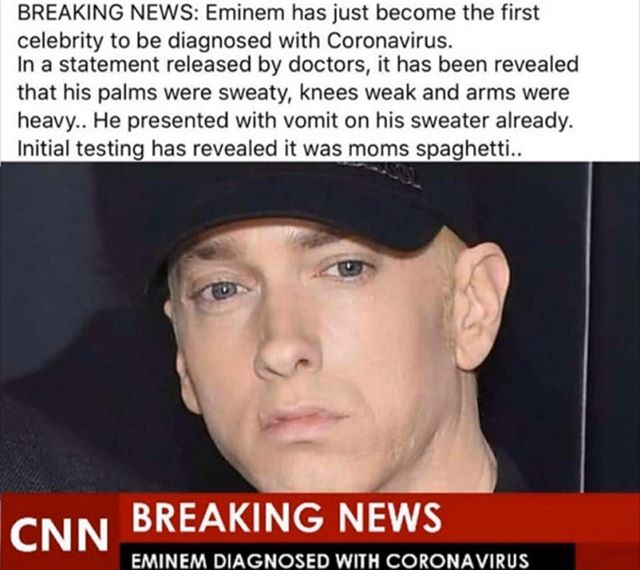 BREAKING NEWS: Eminem has just become the first
celebrity to be diagnosed with Coronavirus.
In a statement released by doctors, it has been revealed
that his palms were sweaty, knees weak and arms were
heavy.. He presented with vomit on his sweater already.
Initial testing has revealed it was moms spaghetti..
CNN BREAKING NEWS
EMINEM DIAGNOSED WITH CORONAVIRUS